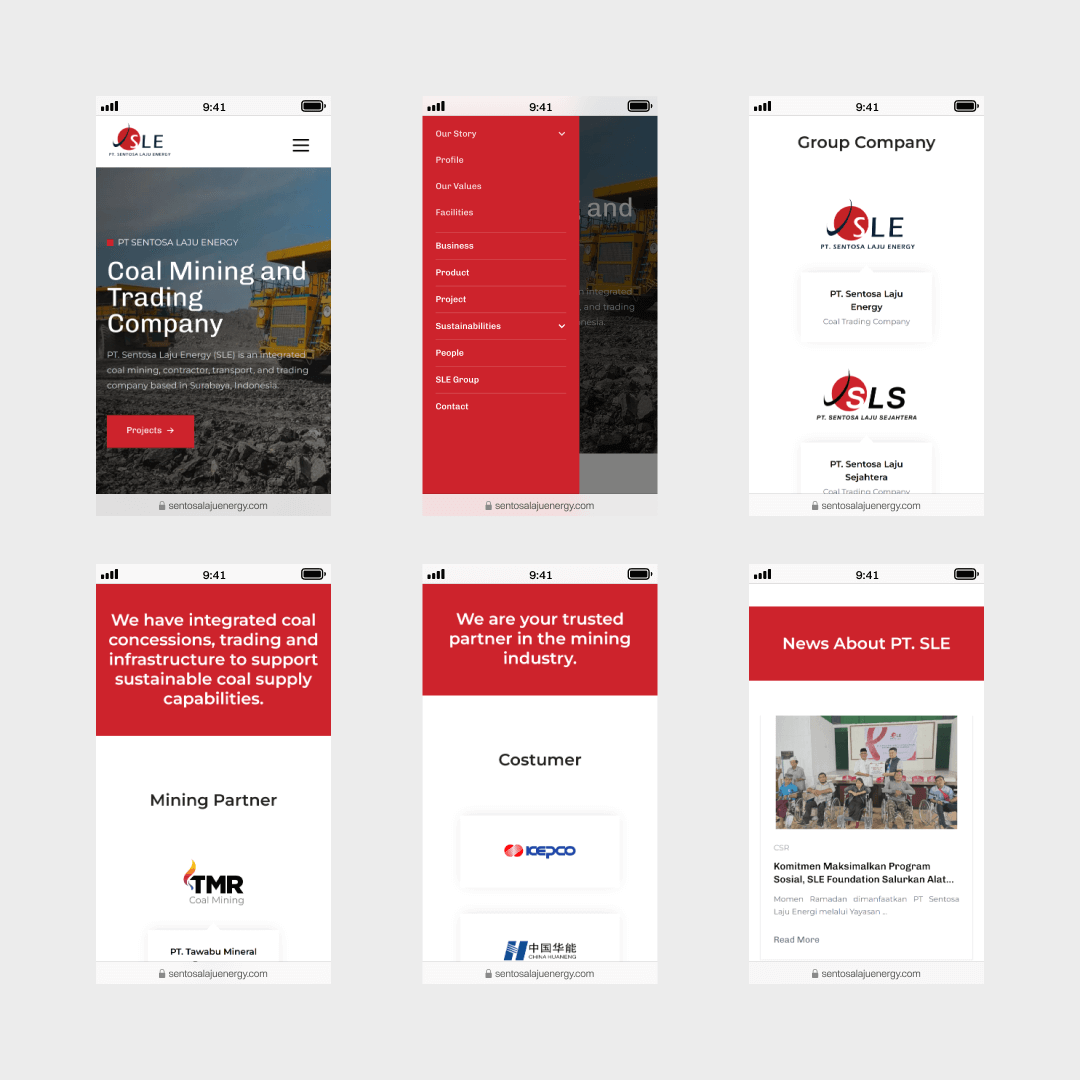 9:41
SLE
PT. SENTOSA LAJU ENERGY
PT SENTOSA LAJU ENERGY
Coal Mining and
Trading
Company
PT. Sentosa Laju Energy (SLE) is an integrated
coal mining, contractor, transport, and trading
company based in Surabaya, Indonesia.
Projects →
sentosalajuenergy.com
9:41
Our Story
Profile
Our Values
Facilities
Business
Product
Project
Sustainabilities
People
SLE Group
Contact
and
integrated
, and trading
nesia.
sentosalajuenergy.com
9:41
Group Company
SLE
PT. SENTOSA LAJU ENERGY
PT. Sentosa Laju
Energy
Coal Trading Company
SLS
PT. SENTOSA LAJU SEJAHTERA
PT. Sentosa Laju
Sejahtera
Coal Trading Company
sentosalajuenergy.com
9:41
We have integrated coal
concessions, trading and
infrastructure to support
sustainable coal supply
capabilities.
Mining Partner
TMR
Coal Mining
PT. Tawabu Mineral
sentosalajuenergy.com
9:41
We are your trusted
partner in the mining
industry.
Costumer
KEPCO
中国华能
CHINA HUANENG
sentosalajuenergy.com
9:41
News About PT. SLE
CSR
Komitmen Maksimalkan Program
Sosial, SLE Foundation Salurkan Alat...
Momen Ramadan dimanfaatkan PT Sentosa
Laju Energi melalui Yayasan ...
Read More
sentosalajuenergy.com